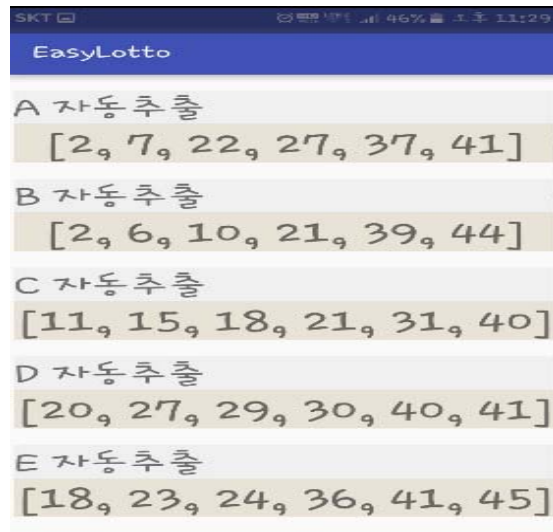 SKT 46% 오후 11:29
EasyLotto
A 자동추출
[2, 7, 22, 27, 37, 41]
B 자동추출
[2, 6, 10, 21, 39, 44]
C 자동추출
[11, 15, 18, 21, 31, 40]
D 자동추출
[20, 27, 29, 30, 40, 41]
E 자동추출
[18, 23, 24, 36, 41, 45]